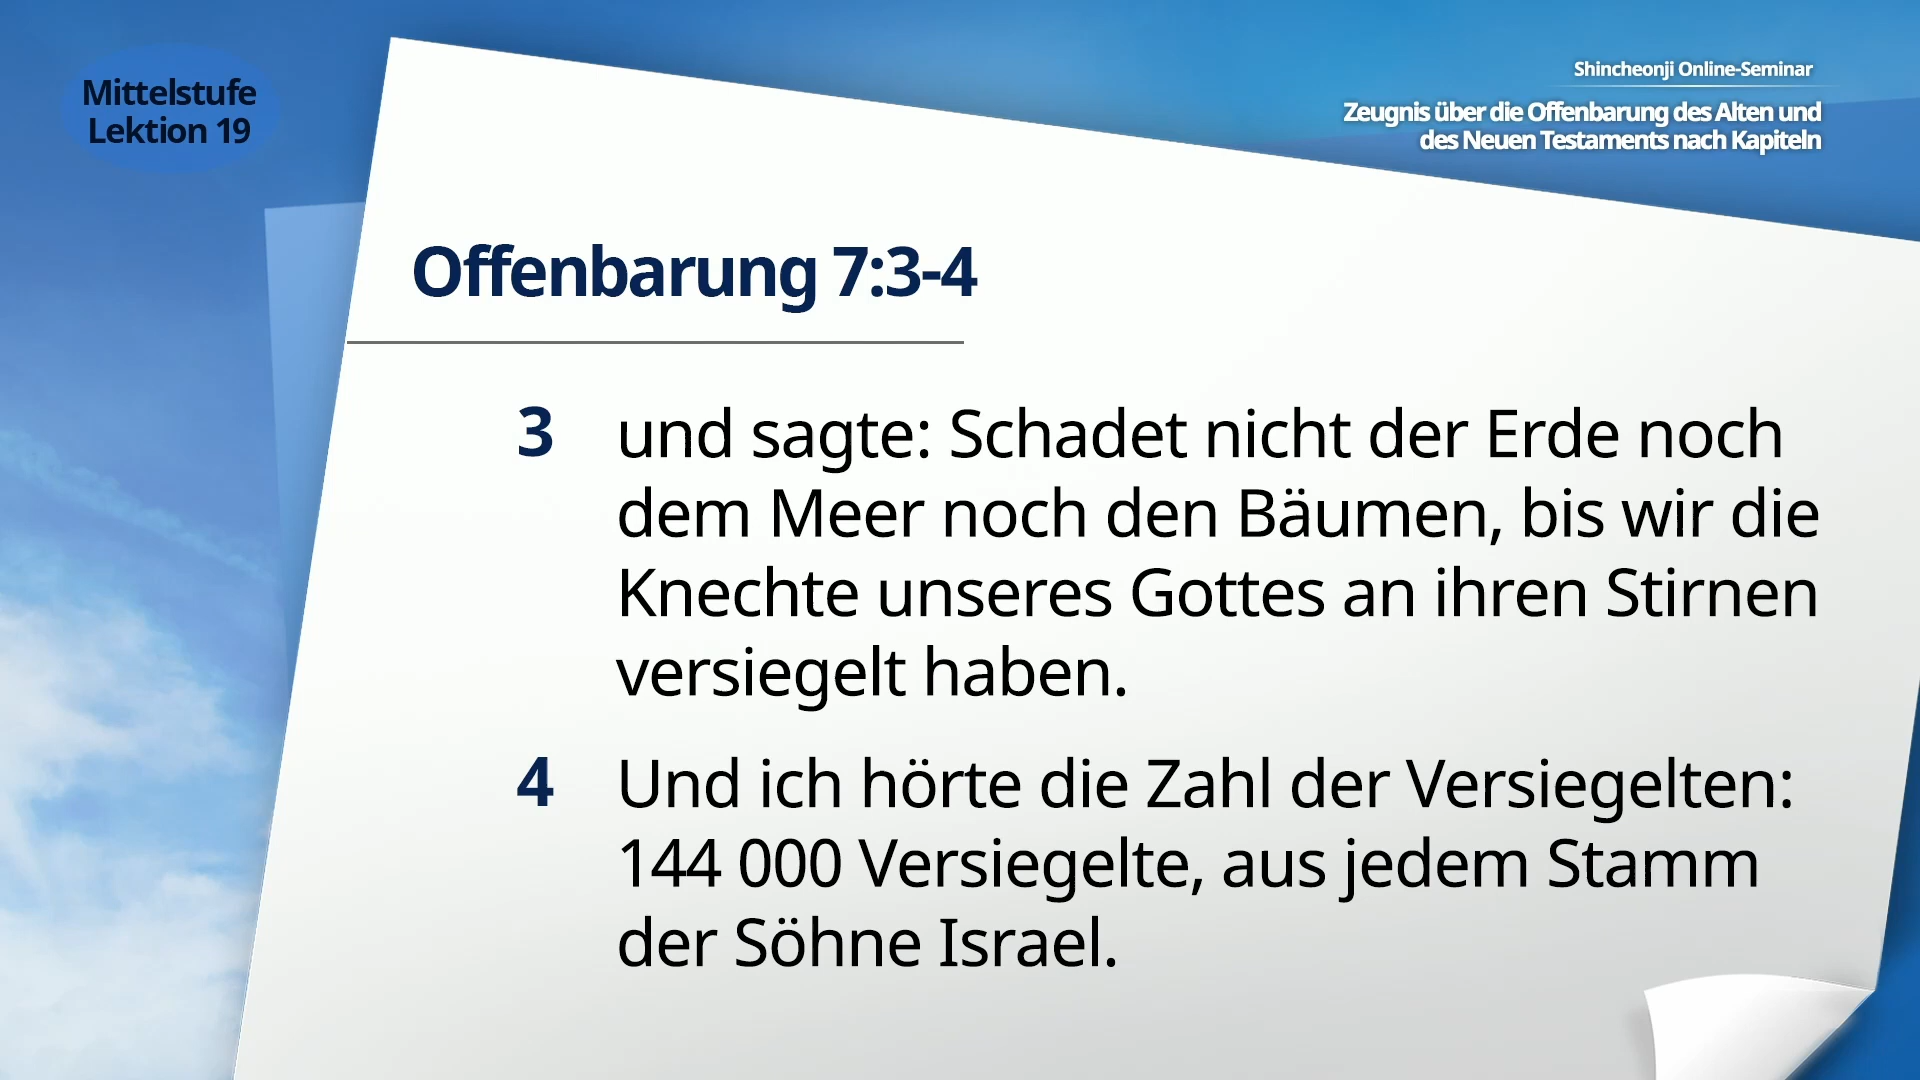 Mittelstufe
Lektion 19
Shincheonji Online-Seminar
Zeugnis über die Offenbarung des Alten und
des Neuen Testaments nach Kapiteln
Offenbarung 7:3-4
3 und sagte: Schadet nicht der Erde noch
dem Meer noch den Bäumen, bis wir die
Knechte unseres Gottes an ihren Stirnen
versiegelt haben.
4 Und ich hörte die Zahl der Versiegelten:
144 000 Versiegelte, aus jedem Stamm
der Söhne Israel.